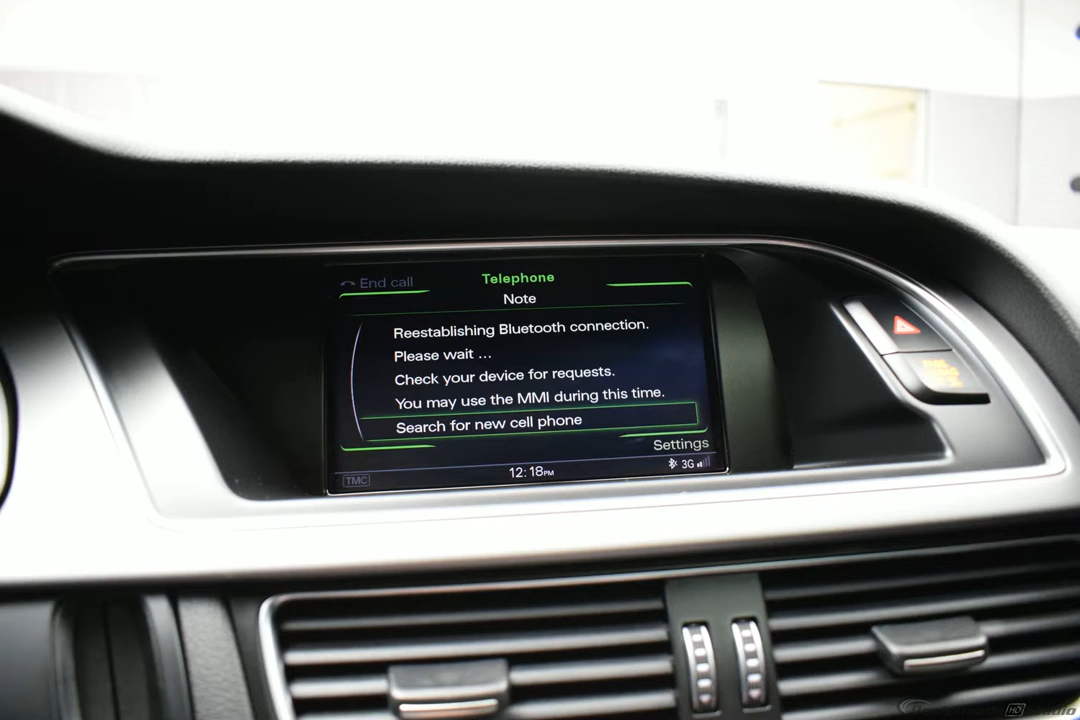 End call
Telephone
Note
Reestablishing Bluetooth connection.
Please wait ...
Check your device for requests.
You may use the MMI during this time.
Search for new cell phone
Settings
TMC
12:18PM
3G